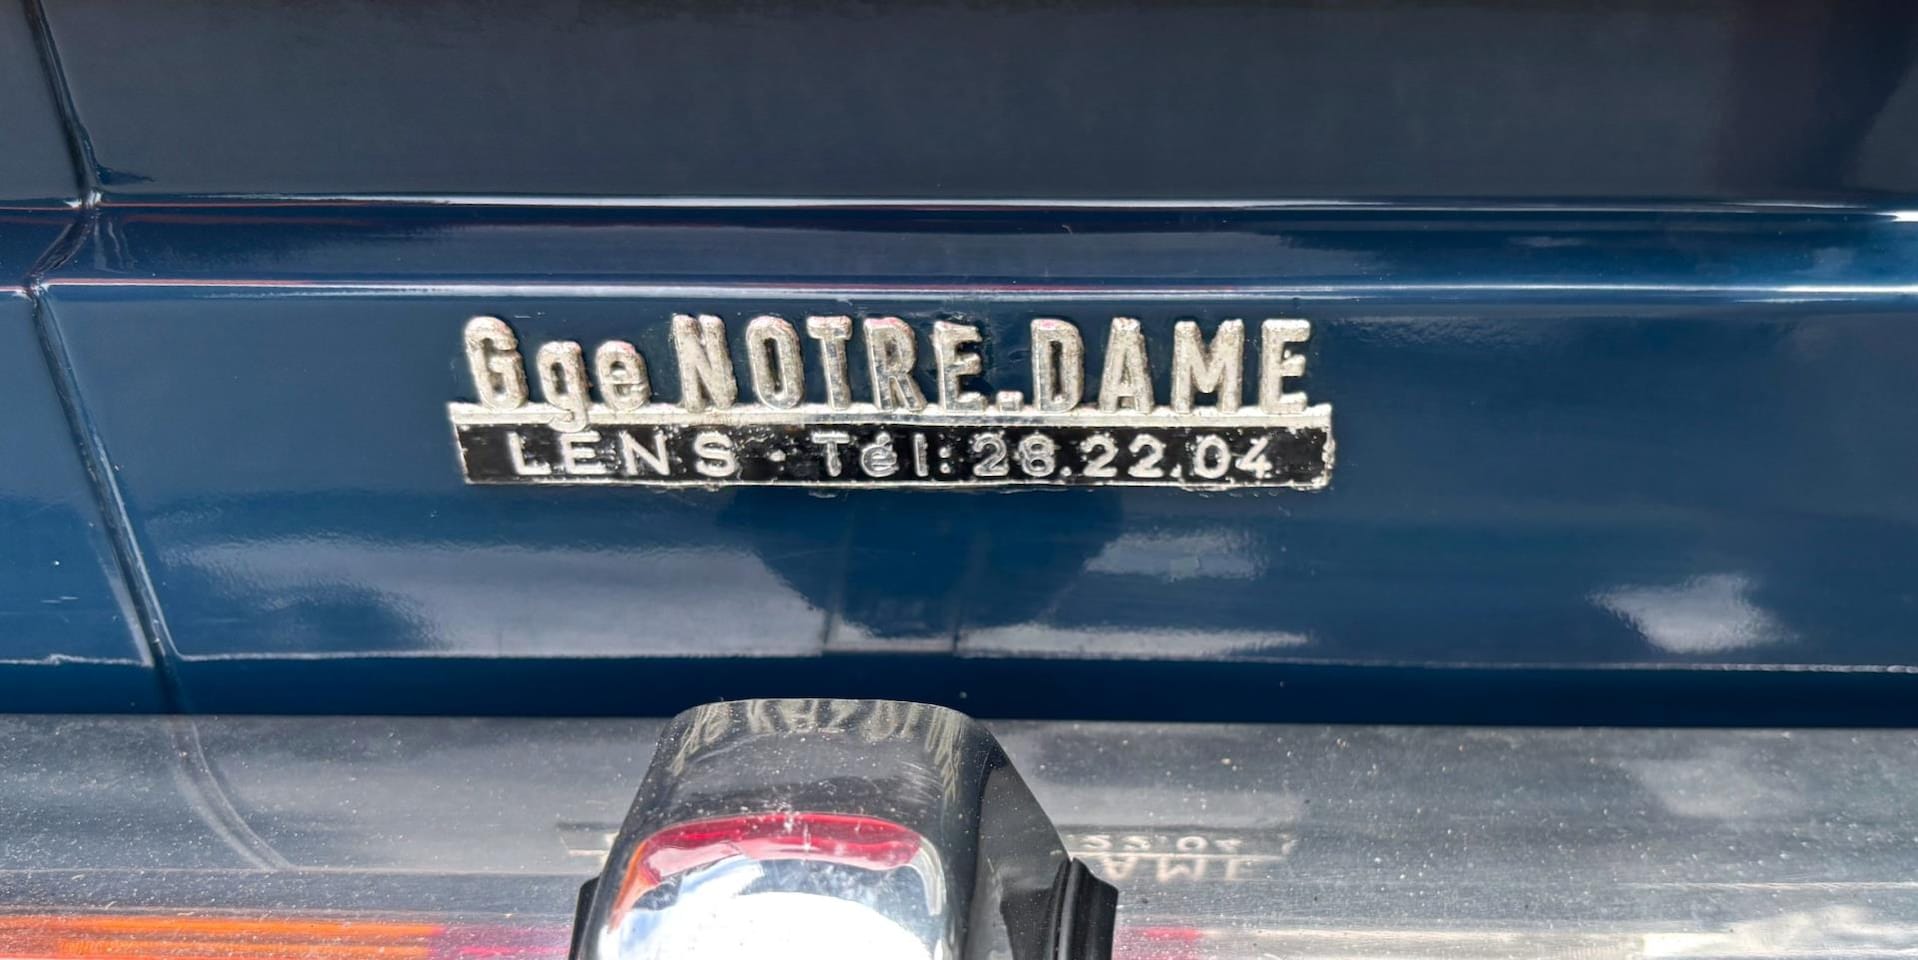 Gge NOTRE-DAME
LENS · Tél: 28.22.04